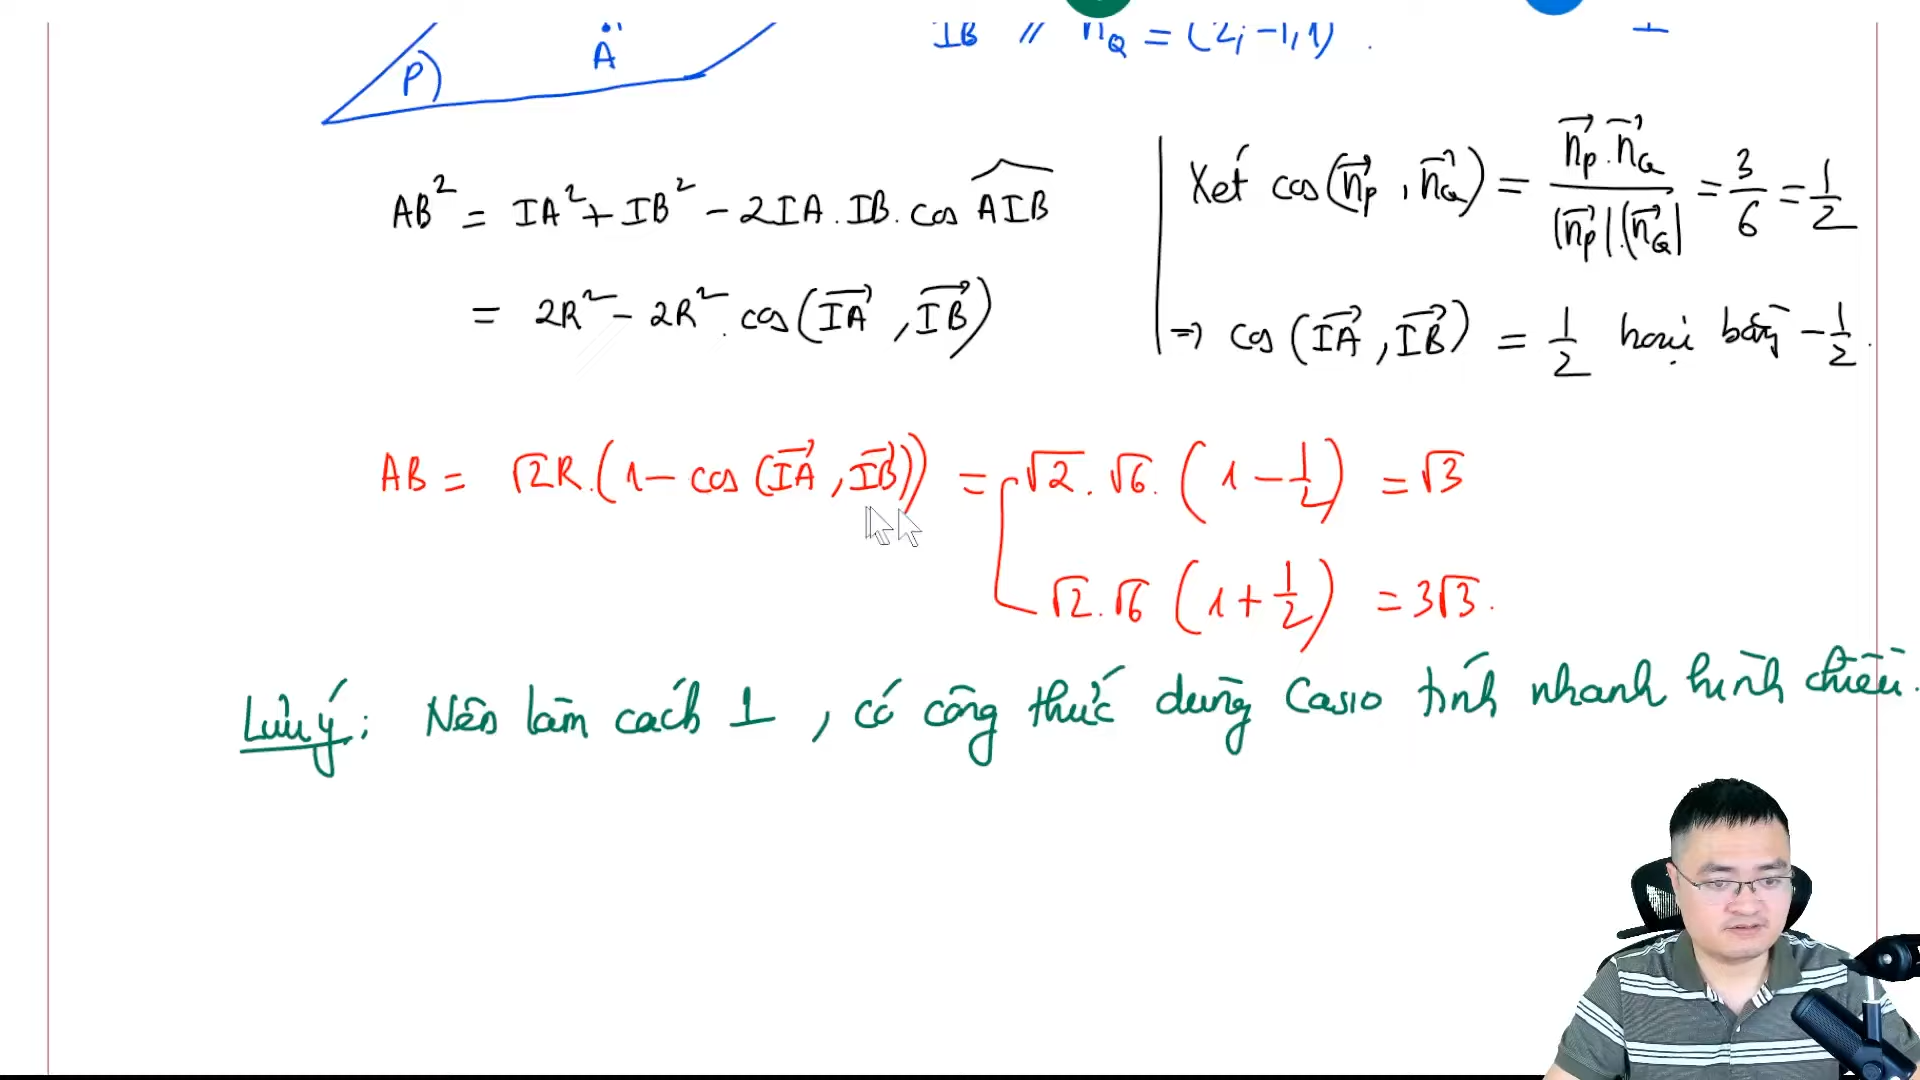 P)
A
IB // n_Q = (2; -1, 1) .
AB² = IA² + IB² - 2IA.IB.cos AIB
= 2R² - 2R².cos(IA→, IB→)
Xét cos(n_P→, n_Q→) = n_P→.n_Q→ / |n_P→|.|n_Q→| = 3/6 = 1/2
=> cos(IA→, IB→) = 1/2 hoặc bằng -1/2.
AB = √2R.(1 - cos(IA→, IB→)) = √2.√6.(1 - 1/2) = √3
√2.√6(1 + 1/2) = 3√3.
Lưu ý: Nên làm cách 1, có công thức dùng Casio tính nhanh hình chiếu.